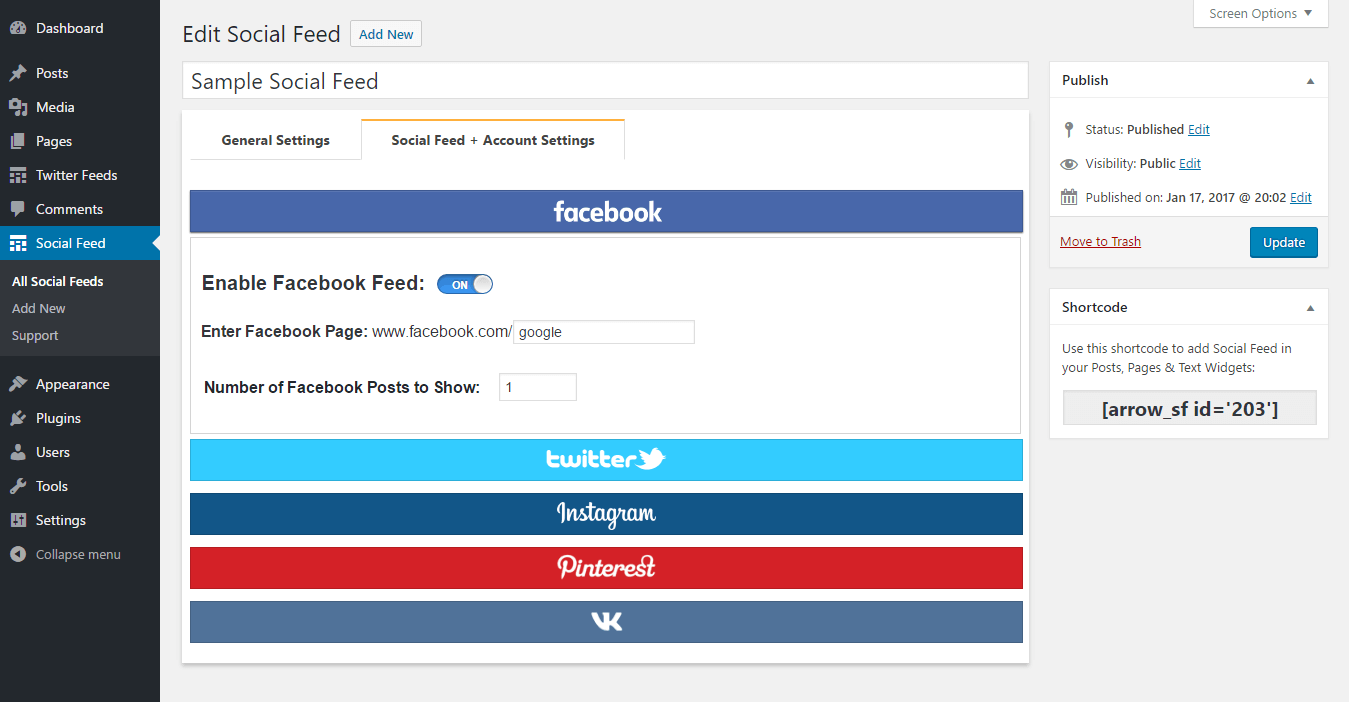 Dashboard
Posts
Media
Pages
Twitter Feeds
Comments
Social Feed
All Social Feeds
Add New
Support
Appearance
Plugins
Users
Tools
Settings
Collapse menu
Screen Options
Edit Social Feed Add New
Sample Social Feed
General Settings Social Feed + Account Settings
facebook
Enable Facebook Feed: ON
Enter Facebook Page: www.facebook.com/ google
Number of Facebook Posts to Show: 1
twitter
Instagram
Pinterest
VK
Publish
Status: Published Edit
Visibility: Public Edit
Published on: Jan 17, 2017 @ 20:02 Edit
Move to Trash Update
Shortcode
Use this shortcode to add Social Feed in
your Posts, Pages & Text Widgets:
[arrow_sf id='203']